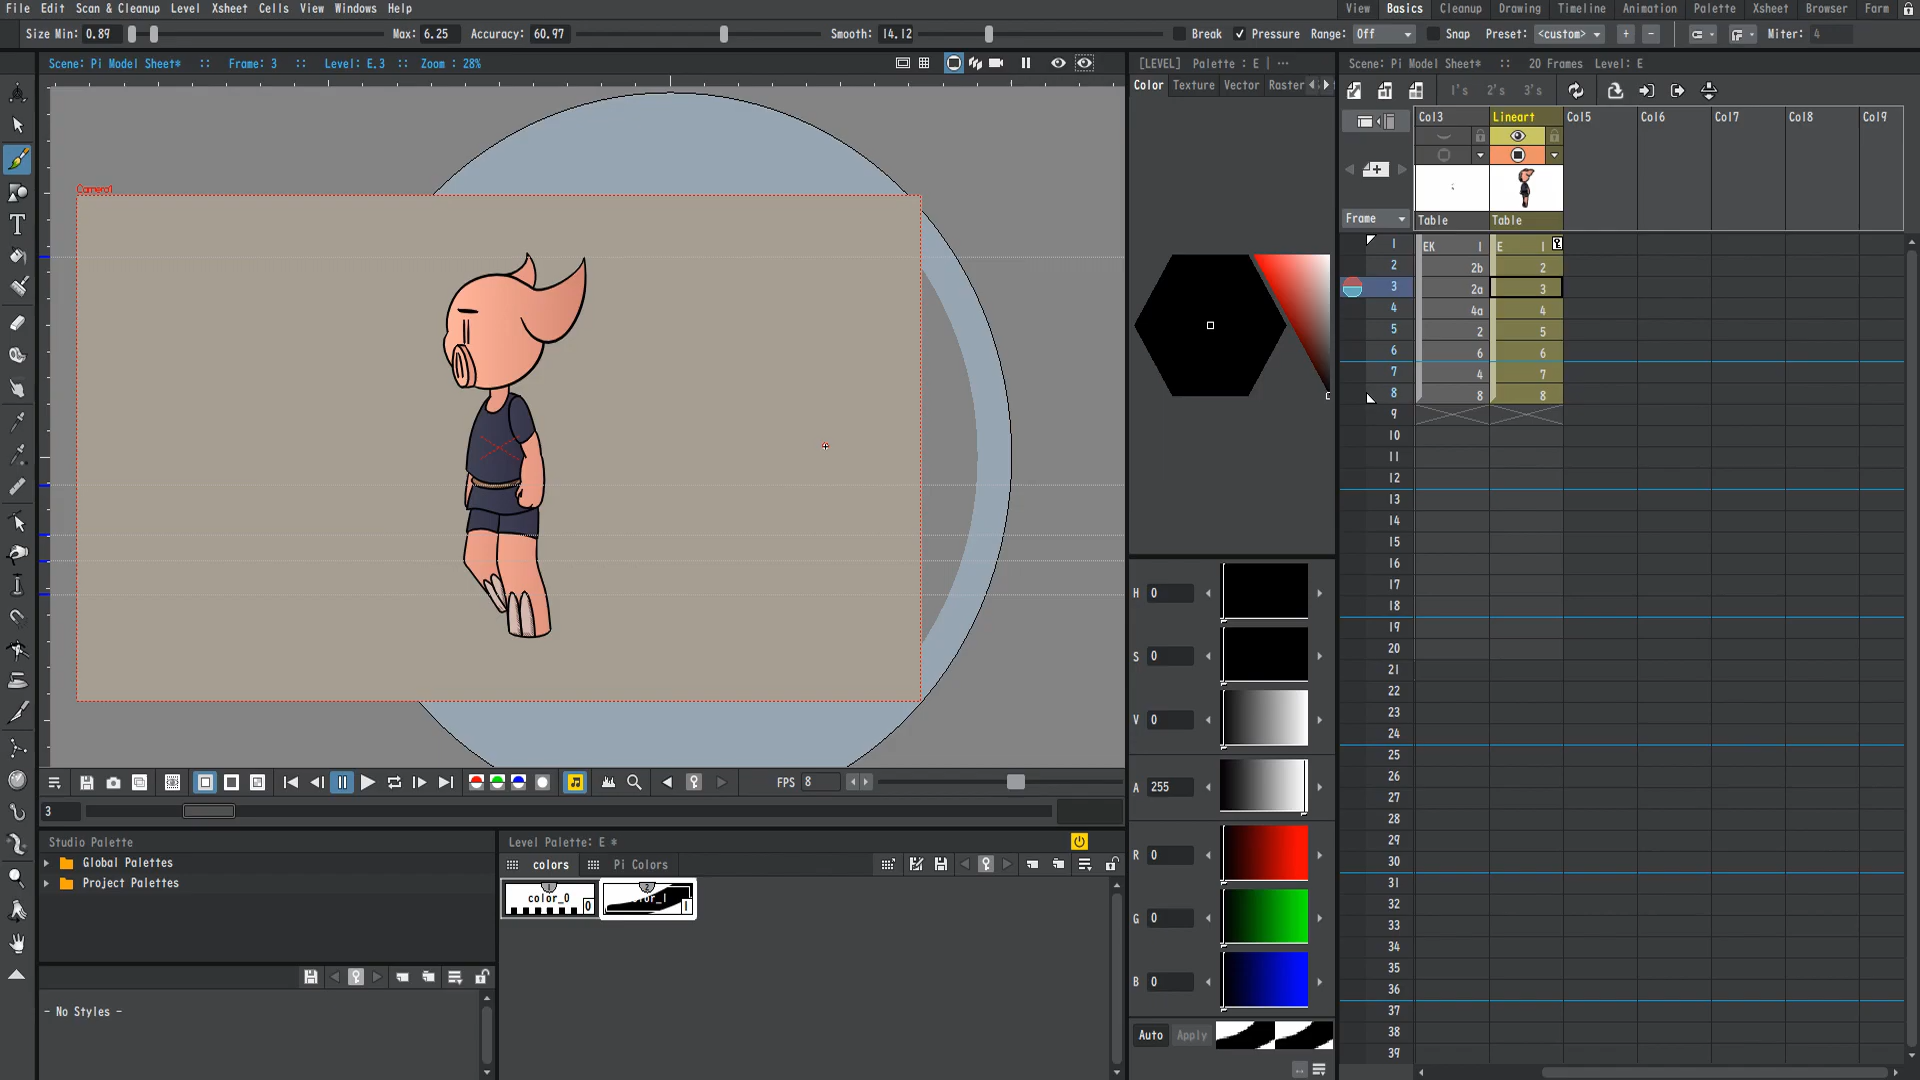 File Edit Scan & Cleanup Level Xsheet Cells View Windows Help
View Basics Cleanup Drawing Timeline Animation Palette Xsheet Browser Farm
Size Min: 0.89 Max: 6.25 Accuracy: 60.97 Smooth: 14.12 Break Pressure Range: Off Snap Preset: <custom> + - Miter: 4
Scene: Pi Model Sheet* :: Frame: 3 :: Level: E.3 :: Zoom : 28%
[LEVEL] Palette : E | ···
Scene: Pi Model Sheet* :: 20 Frames Level: E
Color Texture Vector Raster
1's 2's 3's
Col3 Lineart Col5 Col6 Col7 Col8 Col9
Camera1
Frame Table Table
1 EK 1 E 1
2 2b 2
3 2a 3
4 4a 4
5 2 5
6 6 6
7 4 7
8 8 8
9
10
11
12
13
14
15
16
17
18
19
20
21
22
23
24
25
26
27
28
29
30
31
32
33
34
35
36
37
38
39
H 0
S 0
V 0
A 255
R 0
G 0
B 0
Auto Apply
FPS 8
3
Studio Palette
Global Palettes
Project Palettes
- No Styles -
Level Palette: E *
colors Pi Colors
1 color_0 0
2 or_1 1